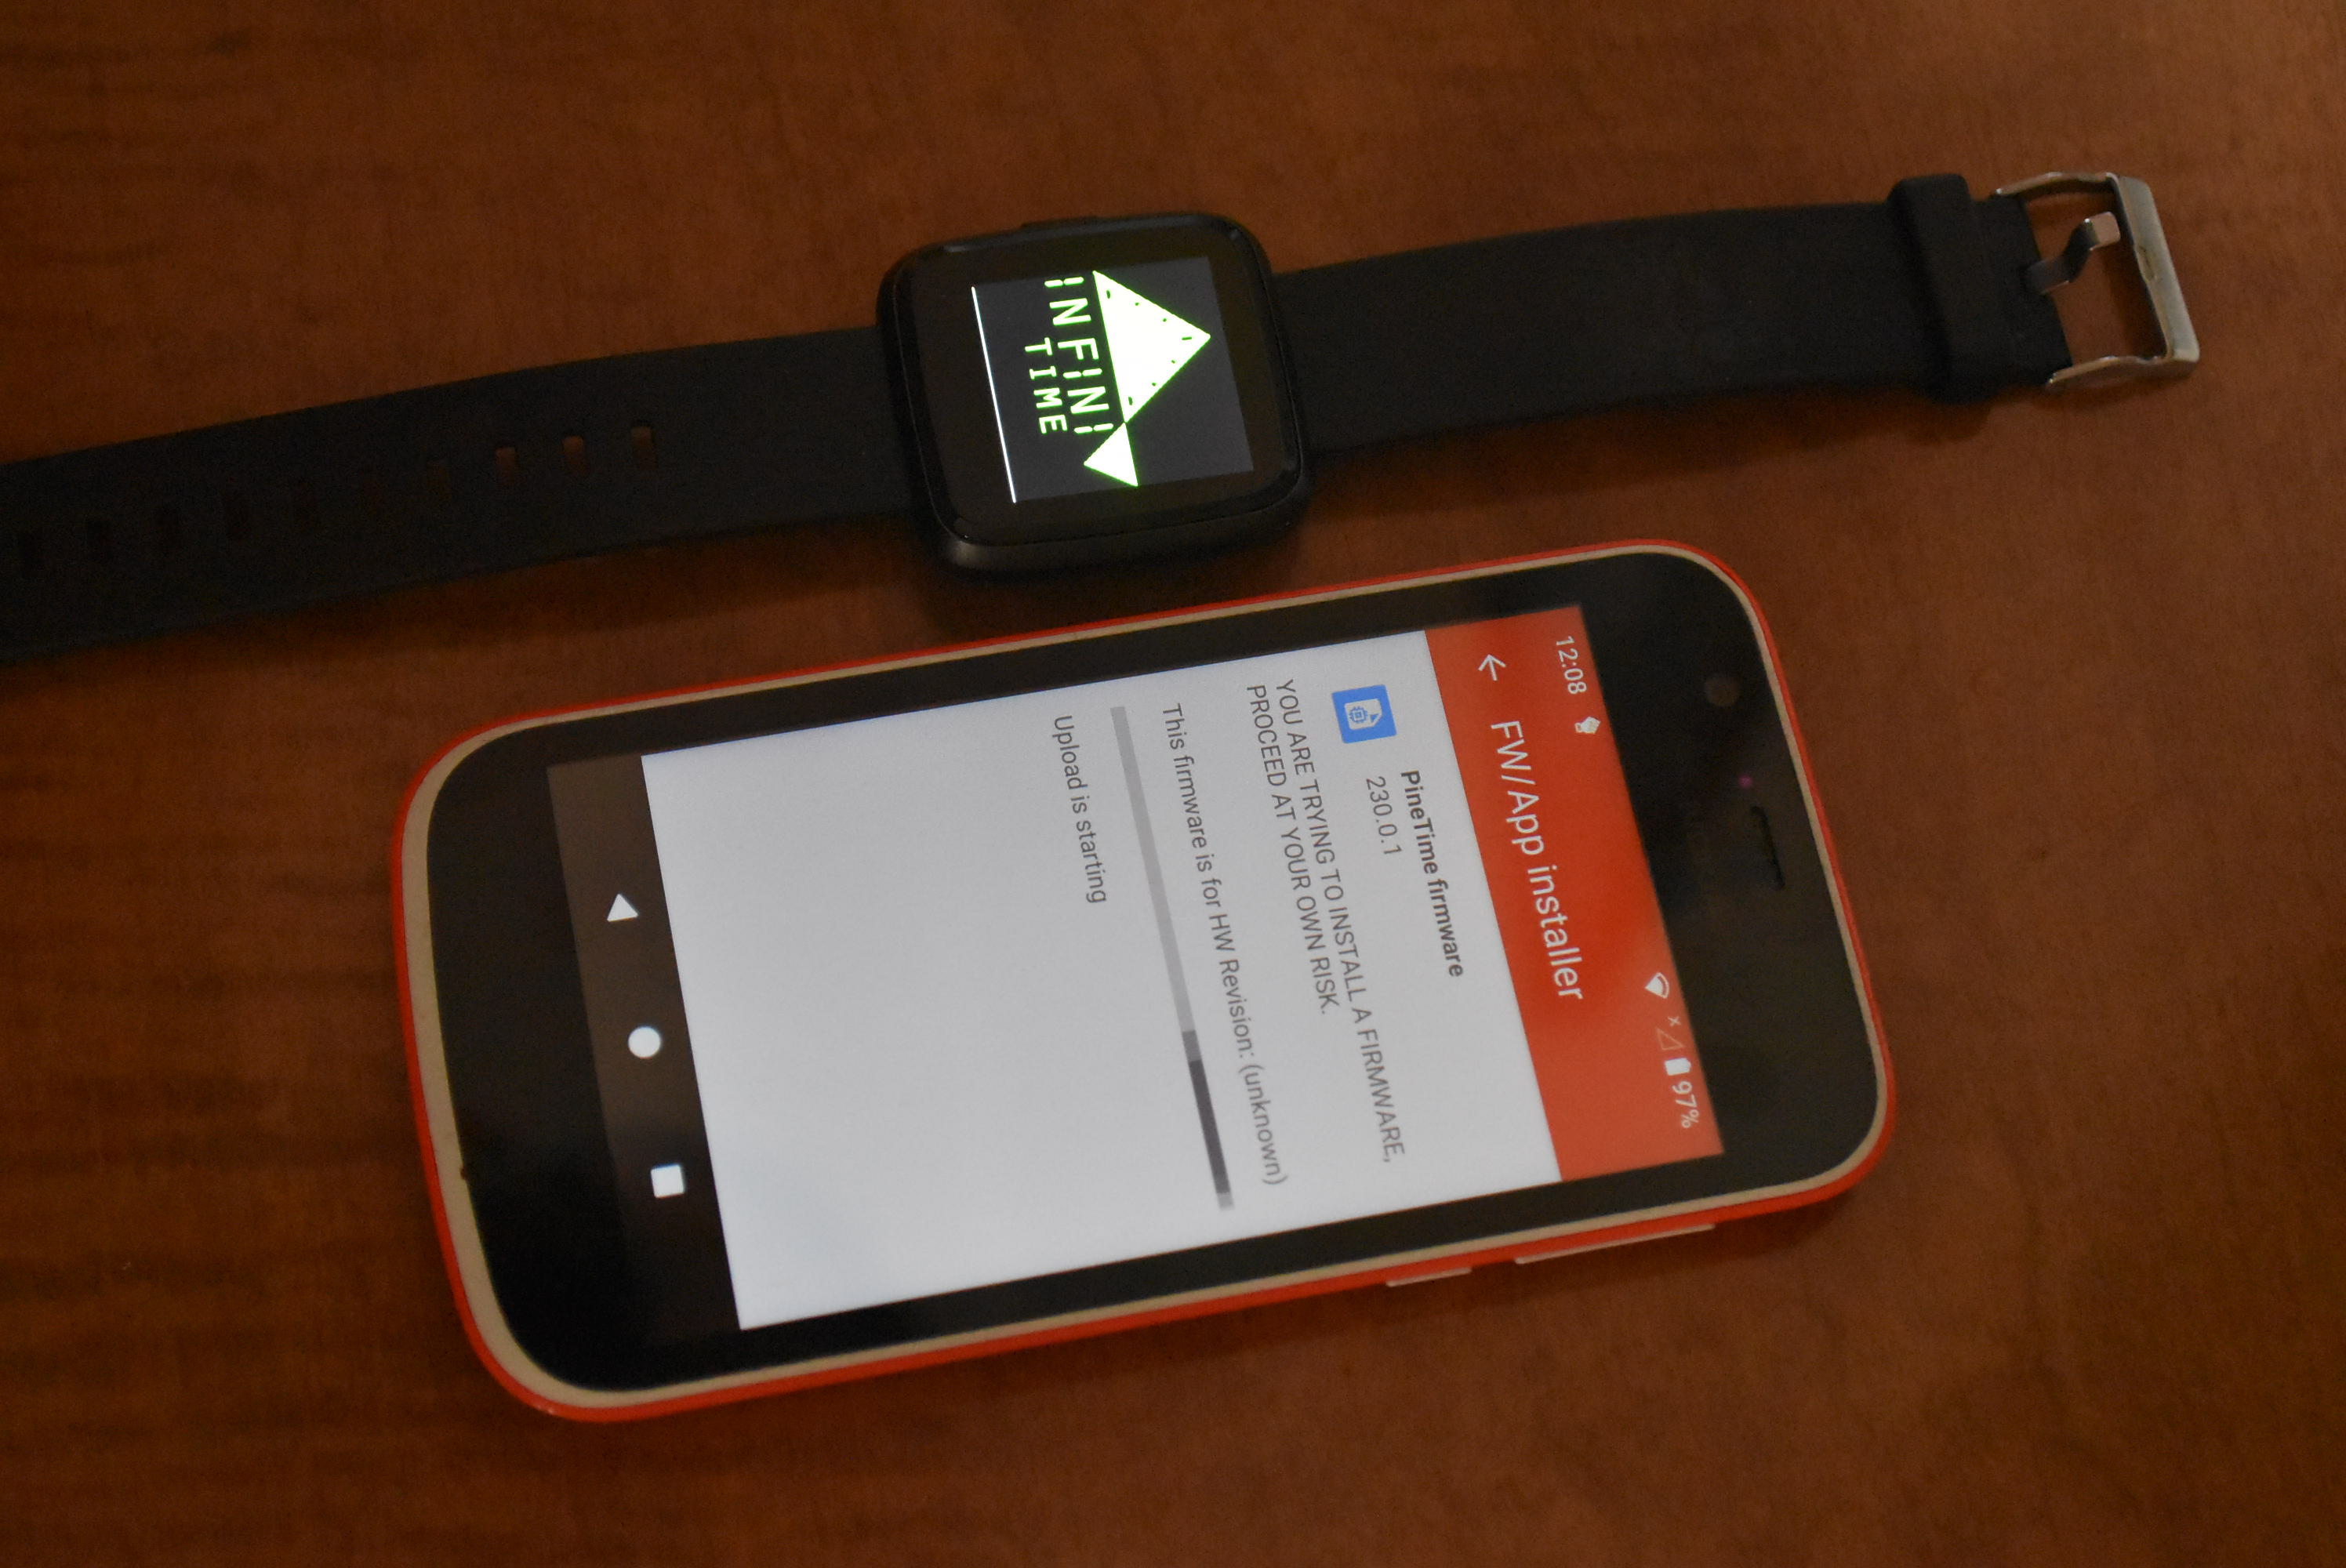 INFINI
TIME
12:08
97%
FW/App installer
PineTime firmware
230.0.1
YOU ARE TRYING TO INSTALL A FIRMWARE,
PROCEED AT YOUR OWN RISK.
This firmware is for HW Revision: (unknown)
Upload is starting